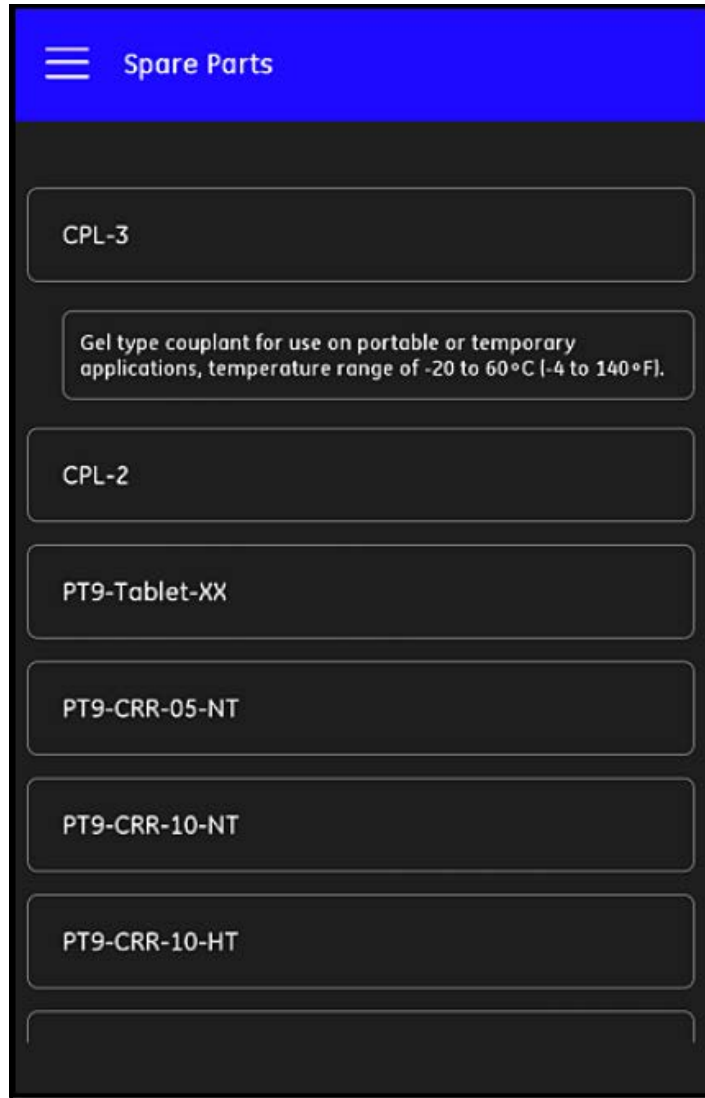 Spare Parts
CPL-3
Gel type couplant for use on portable or temporary
applications, temperature range of -20 to 60°C (-4 to 140°F).
CPL-2
PT9-Tablet-XX
PT9-CRR-05-NT
PT9-CRR-10-NT
PT9-CRR-10-HT